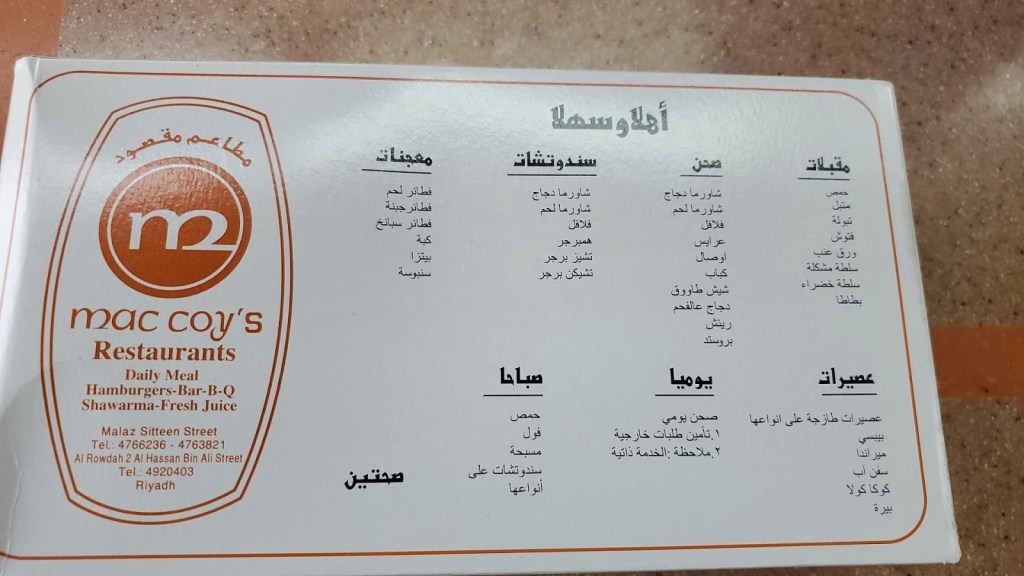 مطاعم مقصود
m
mac coy's
Restaurants
Daily Meal
Hamburgers-Bar-B-Q
Shawarma-Fresh Juice
Malaz Sitteen Street
Tel.: 4766236 - 4763821
Al Rowdah 2 Al Hassan Bin Ali Street
Tel.: 4920403
Riyadh
أهلا وسهلا
مقبلات
حمص
متبل
تبولة
فتوش
ورق عنب
سلطة مشكلة
سلطة خضراء
بطاطا
صحن
شاورما دجاج
شاورما لحم
فلافل
عرايس
اوصال
كباب
شيش طاووق
دجاج عالفحم
ريتش
بروستد
سندوتشات
شاورما دجاج
شاورما لحم
فلافل
همبرجر
تشيز برجر
تشيكن برجر
معجنات
فطائر لحم
فطائر جبنة
فطائر سبانخ
كبة
بيتزا
سنبوسة
عصيرات
عصيرات طازجة على انواعها
بيبسي
ميراندا
سفن أب
كوكا كولا
بيرة
يوميا
صحن يومي
١.تأمين طلبات خارجية
٢.ملاحظة :الخدمة ذاتية
صباحا
حمص
فول
مسبحة
سندوتشات على
أنواعها
صحتين